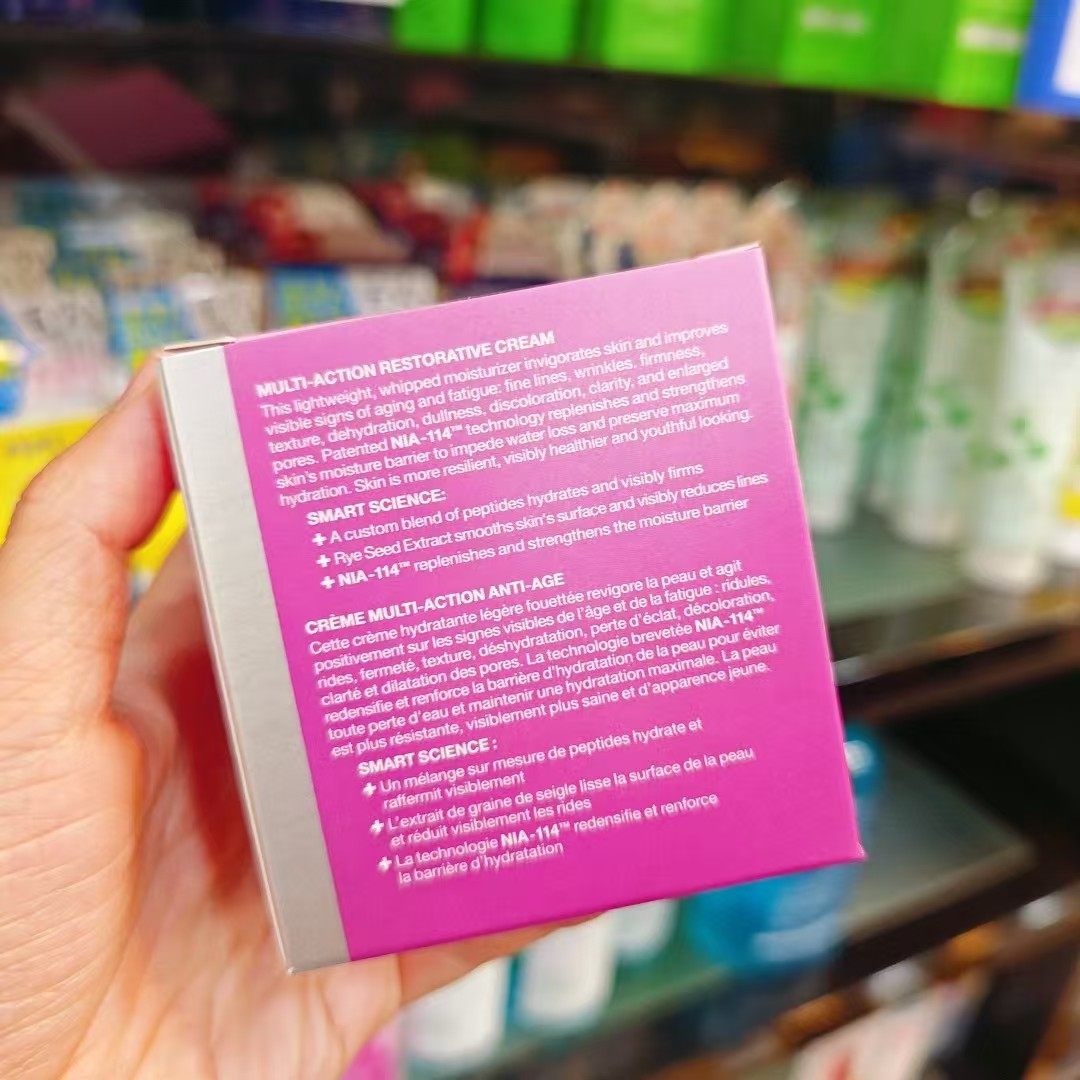 MULTI-ACTION RESTORATIVE CREAM
This lightweight, whipped moisturizer invigorates skin and improves
visible signs of aging and fatigue: fine lines, wrinkles, firmness,
texture, dehydration, dullness, discoloration, clarity, and enlarged
pores. Patented NIA-114™ technology replenishes and strengthens
skin's moisture barrier to impede water loss and preserve maximum
hydration. Skin is more resilient, visibly healthier and youthful looking.
SMART SCIENCE:
+ A custom blend of peptides hydrates and visibly firms
+ Rye Seed Extract smooths skin's surface and visibly reduces lines
+ NIA-114™ replenishes and strengthens the moisture barrier
CRÈME MULTI-ACTION ANTI-AGE
Cette crème hydratante légère fouettée revigore la peau et agit
positivement sur les signes visibles de l'âge et de la fatigue : ridules,
rides, fermeté, texture, déshydratation, perte d'éclat, décoloration,
clarté et dilatation des pores. La technologie brevetée NIA-114™
redensifie et renforce la barrière d'hydratation de la peau pour éviter
toute perte d'eau et maintenir une hydratation maximale. La peau
est plus résistante, visiblement plus saine et d'apparence jeune.
SMART SCIENCE :
+ Un mélange sur mesure de peptides hydrate et
raffermit visiblement
+ L'extrait de graine de seigle lisse la surface de la peau
et réduit visiblement les rides
+ La technologie NIA-114™ redensifie et renforce
la barrière d'hydratation